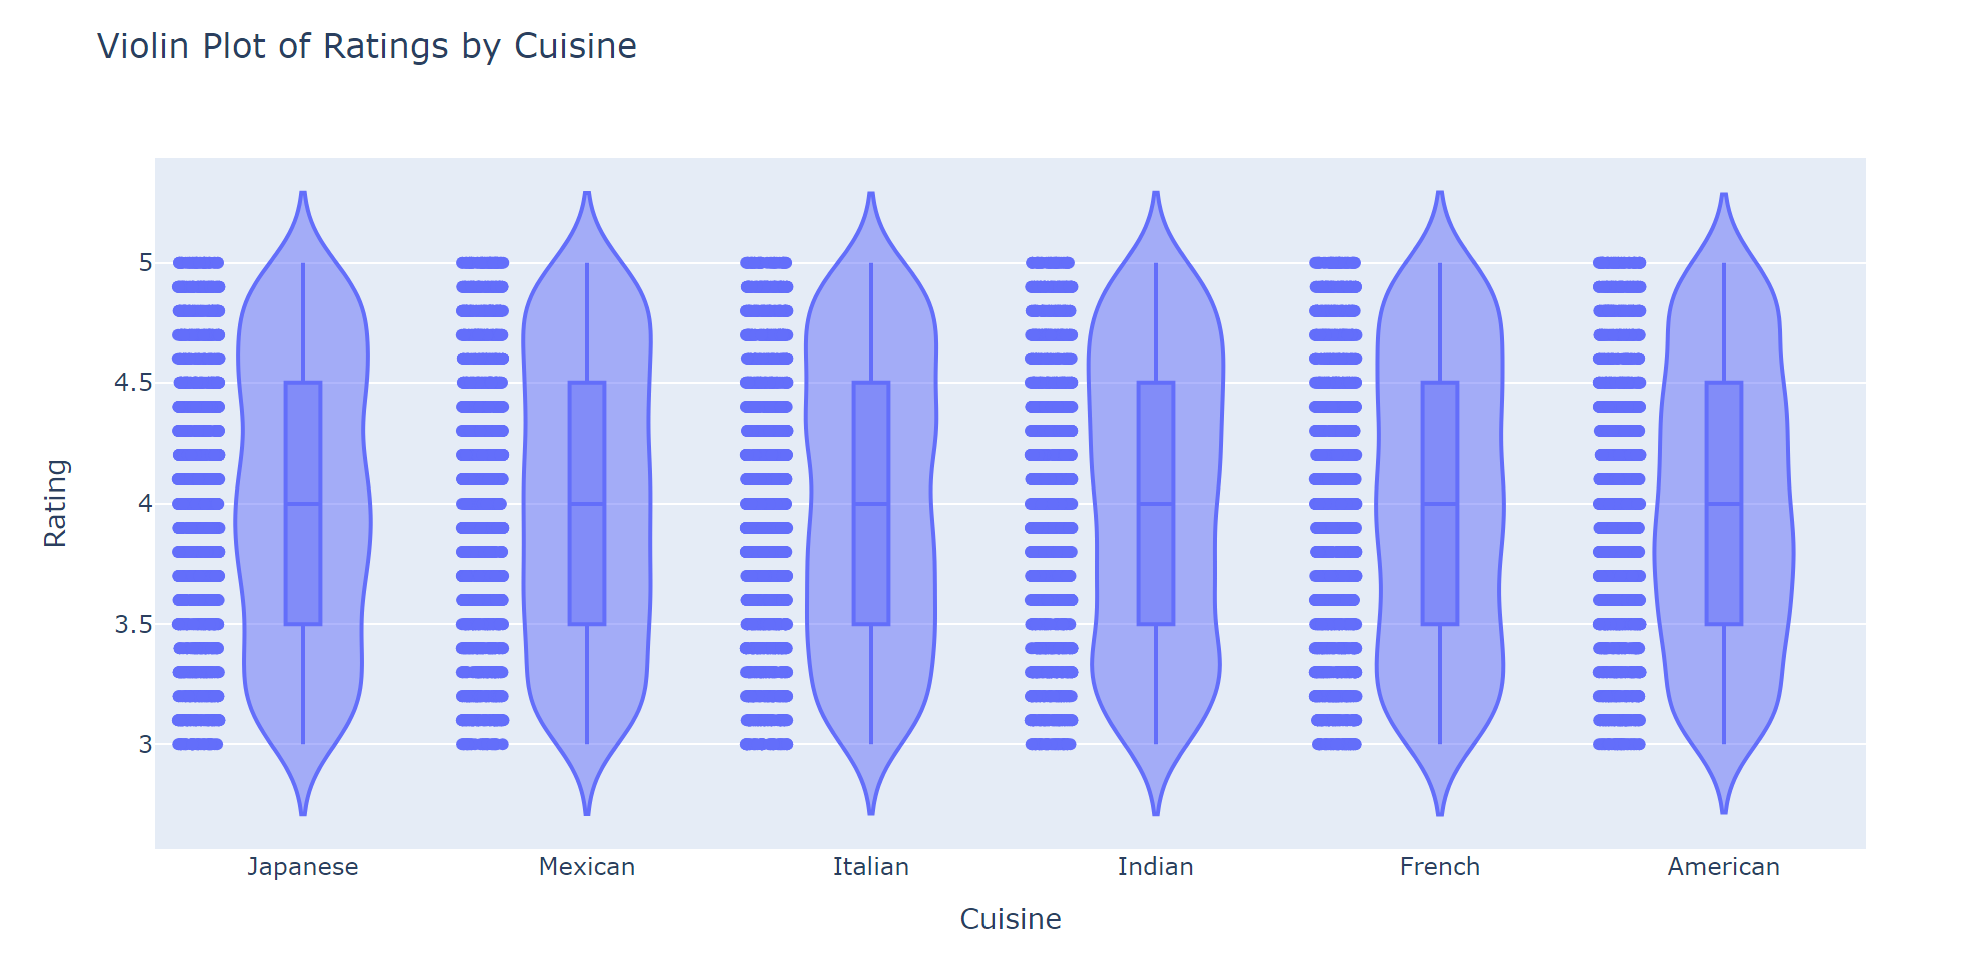 Violin Plot of Ratings by Cuisine
Rating
5
4.5
4
3.5
3
Japanese Mexican Italian Indian French American
Cuisine